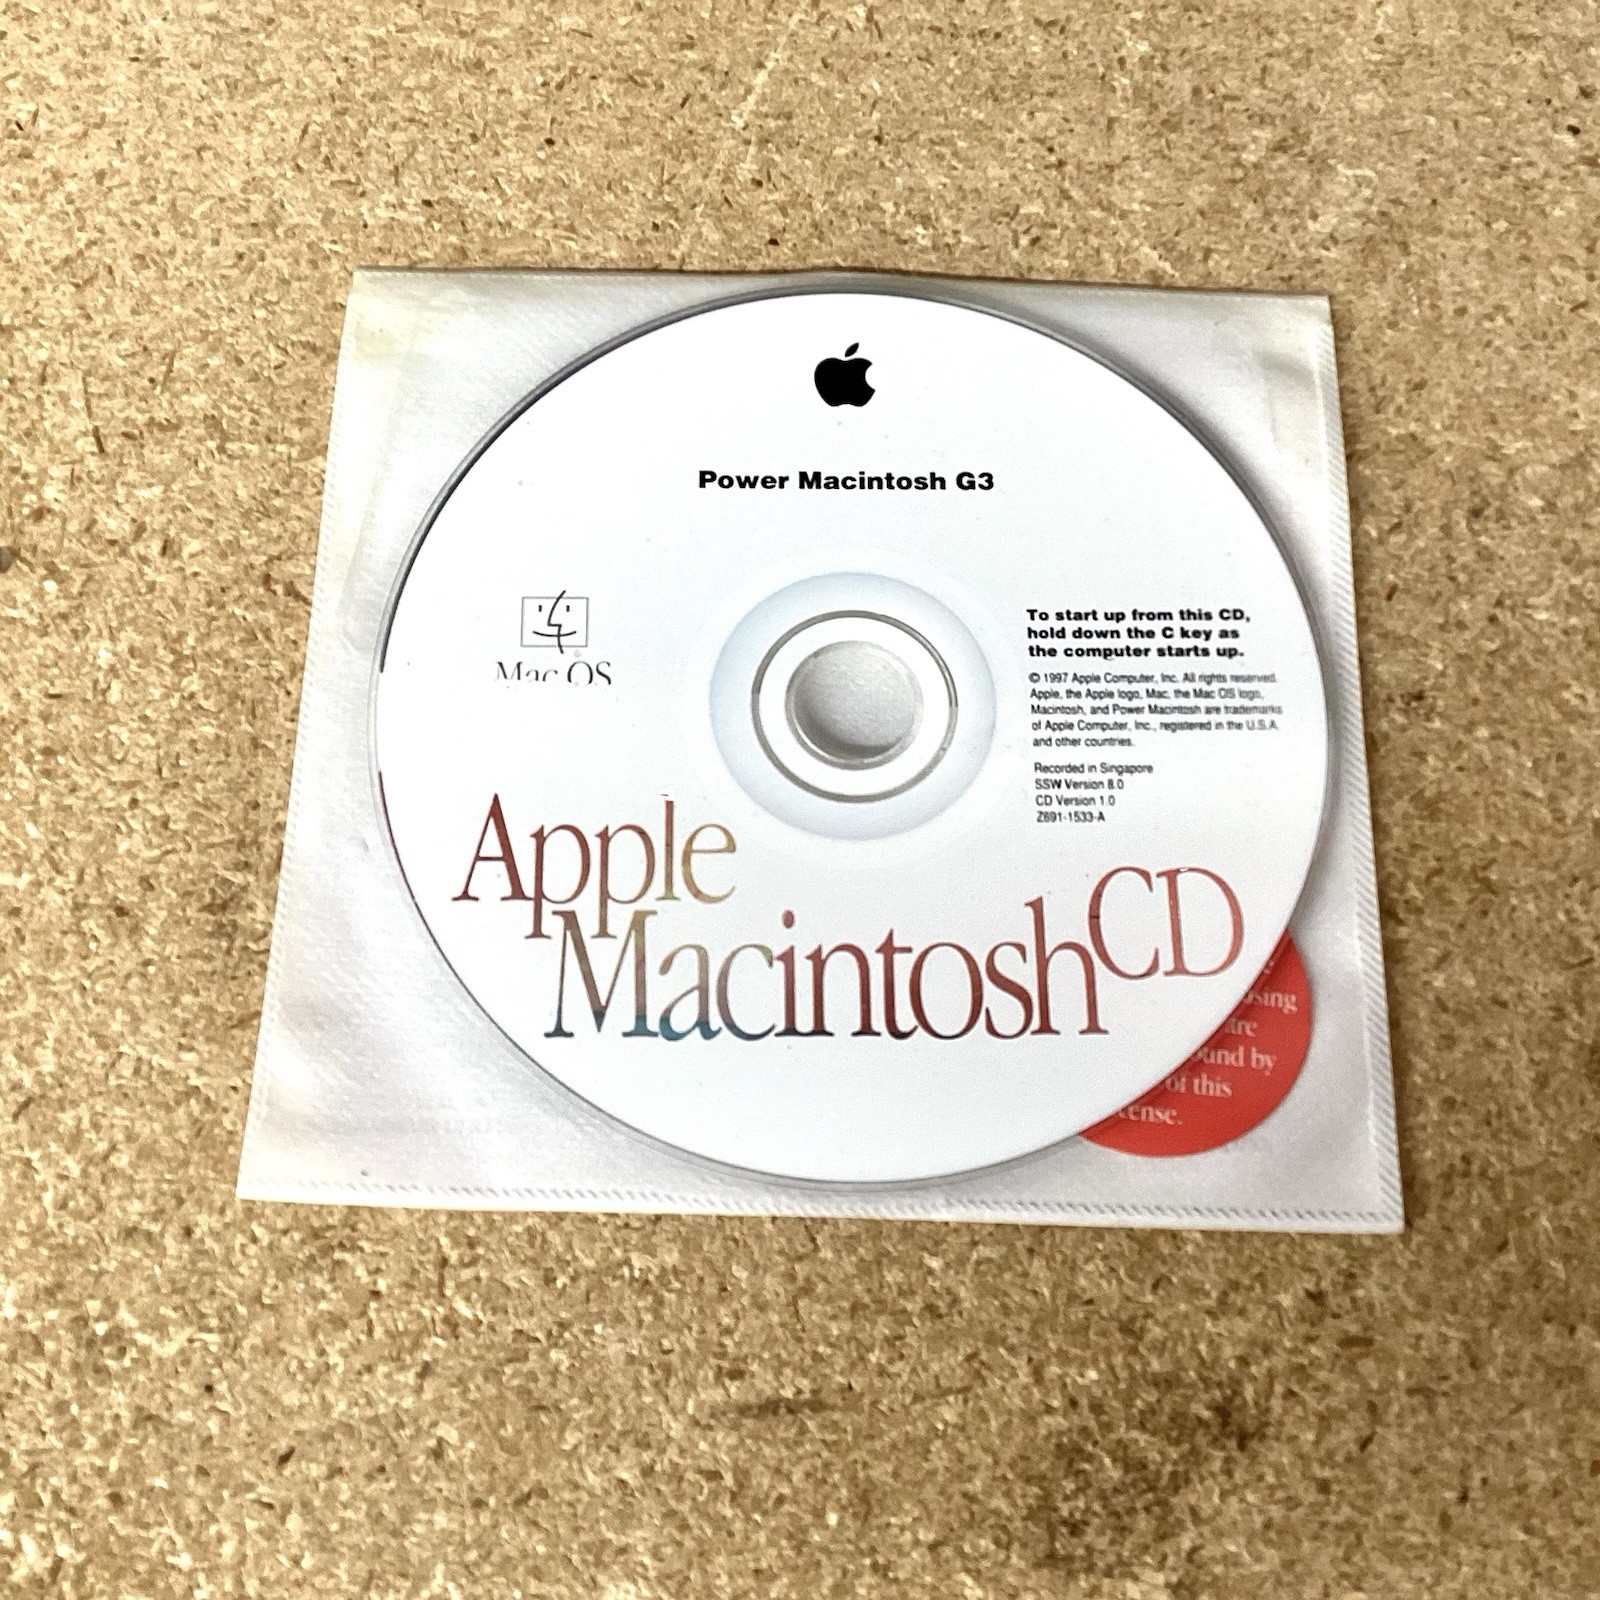 Power Macintosh G3
Mac OS
To start up from this CD,
hold down the C key as
the computer starts up.
© 1997 Apple Computer, Inc. All rights reserved.
Apple, the Apple logo, Mac, the Mac OS logo,
Macintosh, and Power Macintosh are trademarks
of Apple Computer, Inc., registered in the U.S.A.
and other countries.
Recorded in Singapore
SSW Version 8.0
CD Version 1.0
Z691-1533-A
Apple
Macintosh CD
by
of this